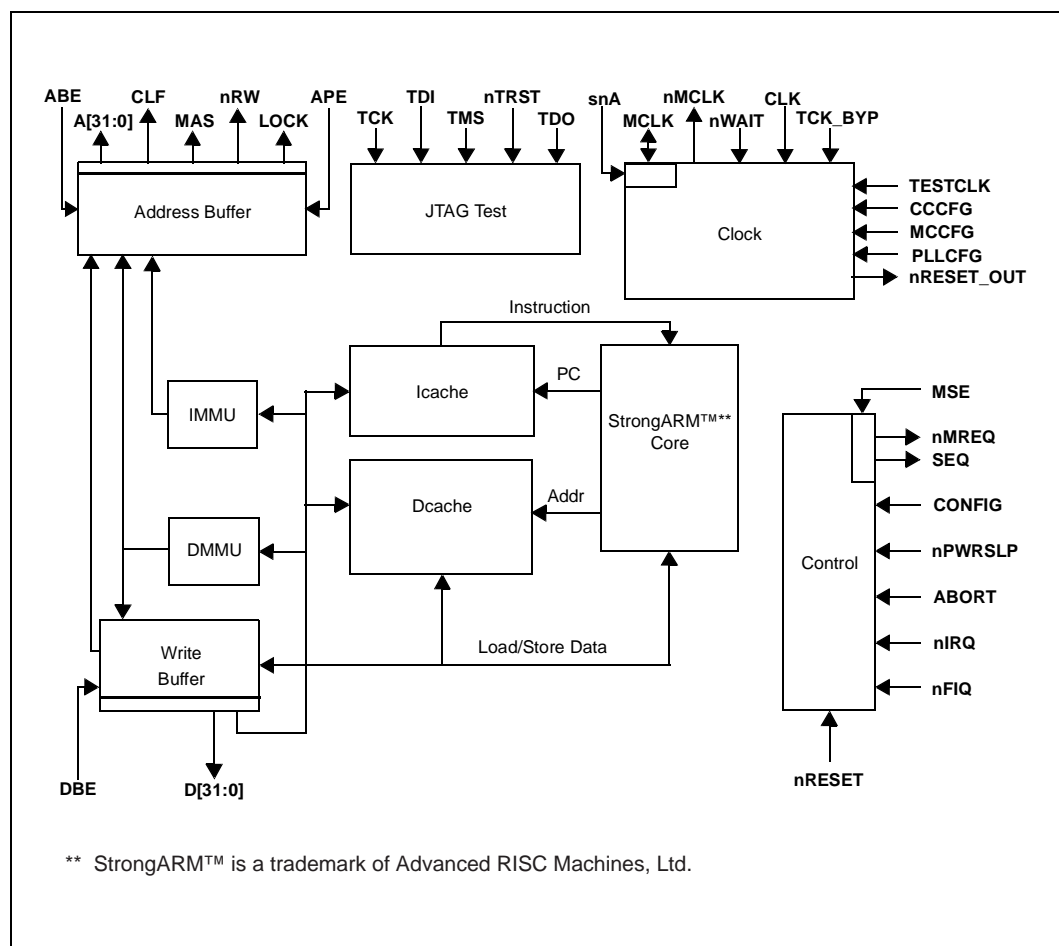 ABE
CLF
nRW
APE
A[31:0]
MAS
LOCK
TDI
nTRST
TCK
TMS
TDO
snA
nMCLK
CLK
MCLK
nWAIT
TCK_BYP
Address Buffer
JTAG Test
Clock
TESTCLK
CCCFG
MCCFG
PLLCFG
nRESET_OUT
Instruction
Icache
PC
StrongARM™**
Core
IMMU
Dcache
Addr
DMMU
Write
Buffer
Load/Store Data
DBE
D[31:0]
MSE
nMREQ
SEQ
CONFIG
nPWRSLP
Control
ABORT
nIRQ
nFIQ
nRESET
** StrongARM™ is a trademark of Advanced RISC Machines, Ltd.